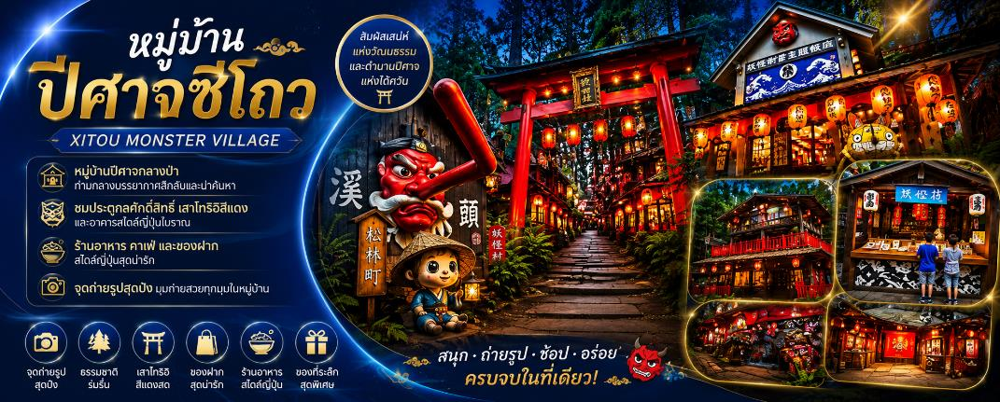 หมู่บ้าน
ปีศาจซีโถว
XITOU MONSTER VILLAGE
หมู่บ้านปีศาจกลางป่า
ท่ามกลางบรรยากาศลึกลับและน่าค้นหา
ชมประตูกลศักดิ์สิทธิ์ เสาโทริอิสีแดง
และอาคารสไตล์ญี่ปุ่นโบราณ
ร้านอาหาร คาเฟ่ และของฝาก
สไตล์ญี่ปุ่นสุดน่ารัก
จุดถ่ายรูปสุดปัง มุมถ่ายสวยทุกมุมในหมู่บ้าน
จุดถ่ายรูป
สุดปัง
ธรรมชาติ
ร่มรื่น
เสาโทริอิ
สีแดงสด
ของฝาก
สุดน่ารัก
ร้านอาหาร
สไตล์ญี่ปุ่น
ของที่ระลึก
สุดพิเศษ
สัมผัสเสน่ห์
แห่งวัฒนธรรม
และตำนานปีศาจ
แห่งไต้หวัน
溪
頭
松林町
妖怪村
妖怪村
สนุก · ถ่ายรูป · ช้อป · อร่อย
ครบจบในที่เดียว!